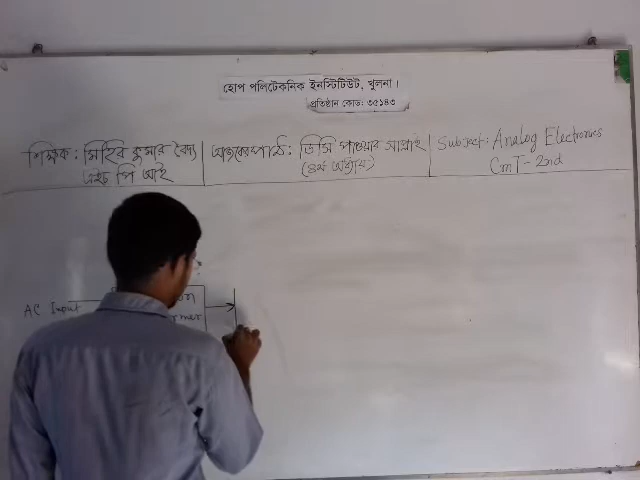 হোপ পলিটেকনিক ইনস্টিটিউট, খুলনা।
প্রতিষ্ঠান কোড: ৩৫১৪৩
শিক্ষক: মিহির কুমার বৈদ্য
এইচ পি আই
আজকের পাঠ: ডিসি পাওয়ার সাপ্লাই
(৪র্থ অধ্যায়)
Subject: Analog Electronics
CmT-2nd
AC Input